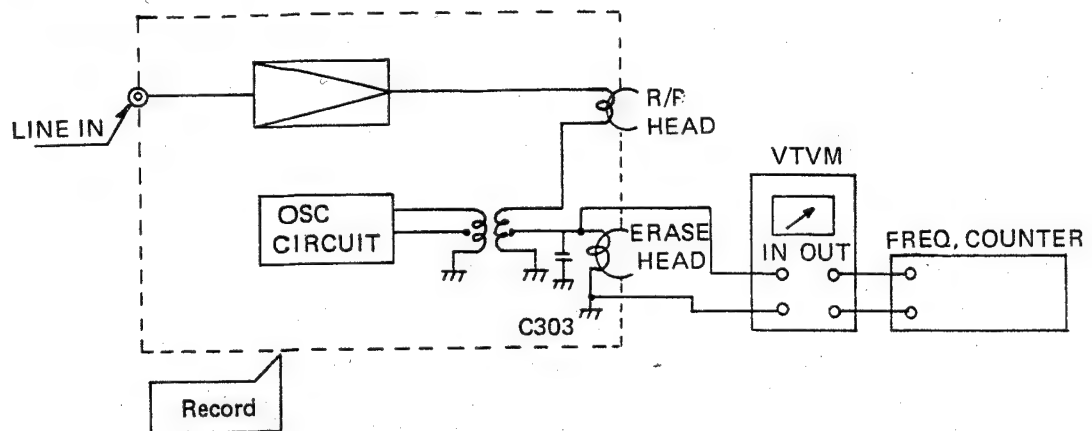 LINE IN
R/P
HEAD
OSC
CIRCUIT
ERASE
HEAD
C303
VTVM
IN OUT
FREQ. COUNTER
Record